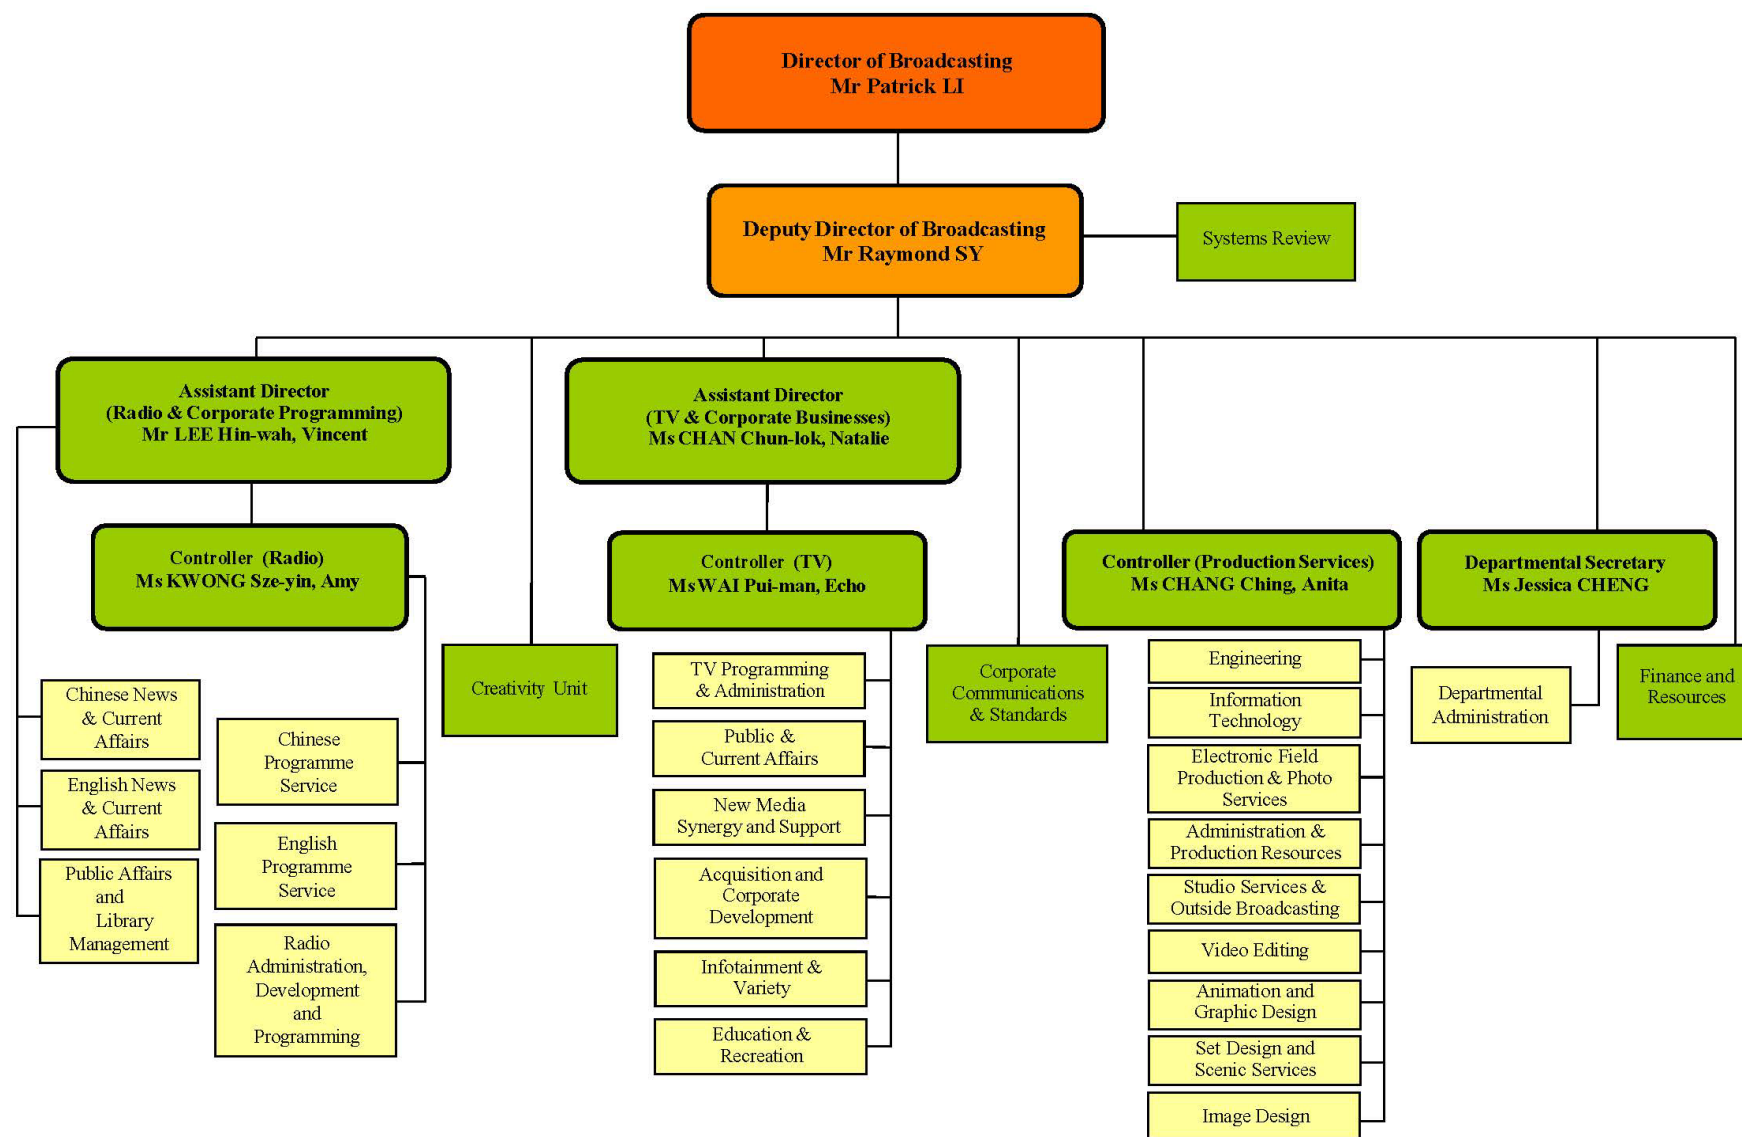 Director of Broadcasting
Mr Patrick LI
Deputy Director of Broadcasting
Mr Raymond SY
Systems Review
Assistant Director
(Radio & Corporate Programming)
Mr LEE Hin-wah, Vincent
Assistant Director
(TV & Corporate Businesses)
Ms CHAN Chun-lok, Natalie
Controller (Radio)
Ms KWONG Sze-yin, Amy
Controller (TV)
Ms WAI Pui-man, Echo
Controller (Production Services)
Ms CHANG Ching, Anita
Departmental Secretary
Ms Jessica CHENG
Chinese News
& Current
Affairs
English News
& Current
Affairs
Public Affairs
and
Library
Management
Chinese
Programme
Service
English
Programme
Service
Radio
Administration,
Development
and
Programming
Creativity Unit
TV Programming
& Administration
Public &
Current Affairs
New Media
Synergy and Support
Acquisition and
Corporate
Development
Infotainment &
Variety
Education &
Recreation
Corporate
Communications
& Standards
Engineering
Information
Technology
Electronic Field
Production & Photo
Services
Administration &
Production Resources
Studio Services &
Outside Broadcasting
Video Editing
Animation and
Graphic Design
Set Design and
Scenic Services
Image Design
Departmental
Administration
Finance and
Resources